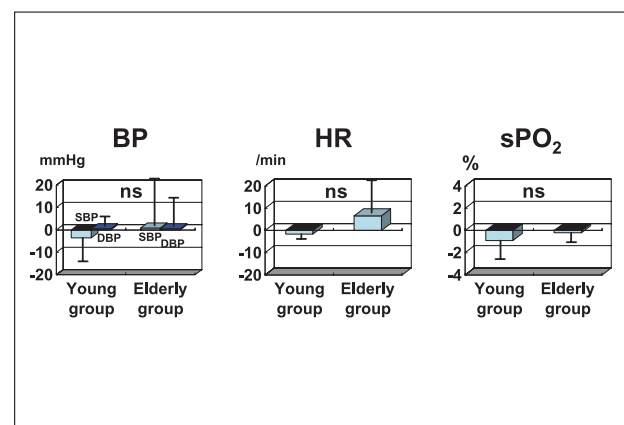 BP
mmHg
20
10
0
-10
-20
ns
SBP
DBP
SBP
DBP
Young group
Elderly group
HR
/min
20
10
0
-10
-20
ns
Young group
Elderly group
sPO₂
%
4
2
0
-2
-4
ns
Young group
Elderly group